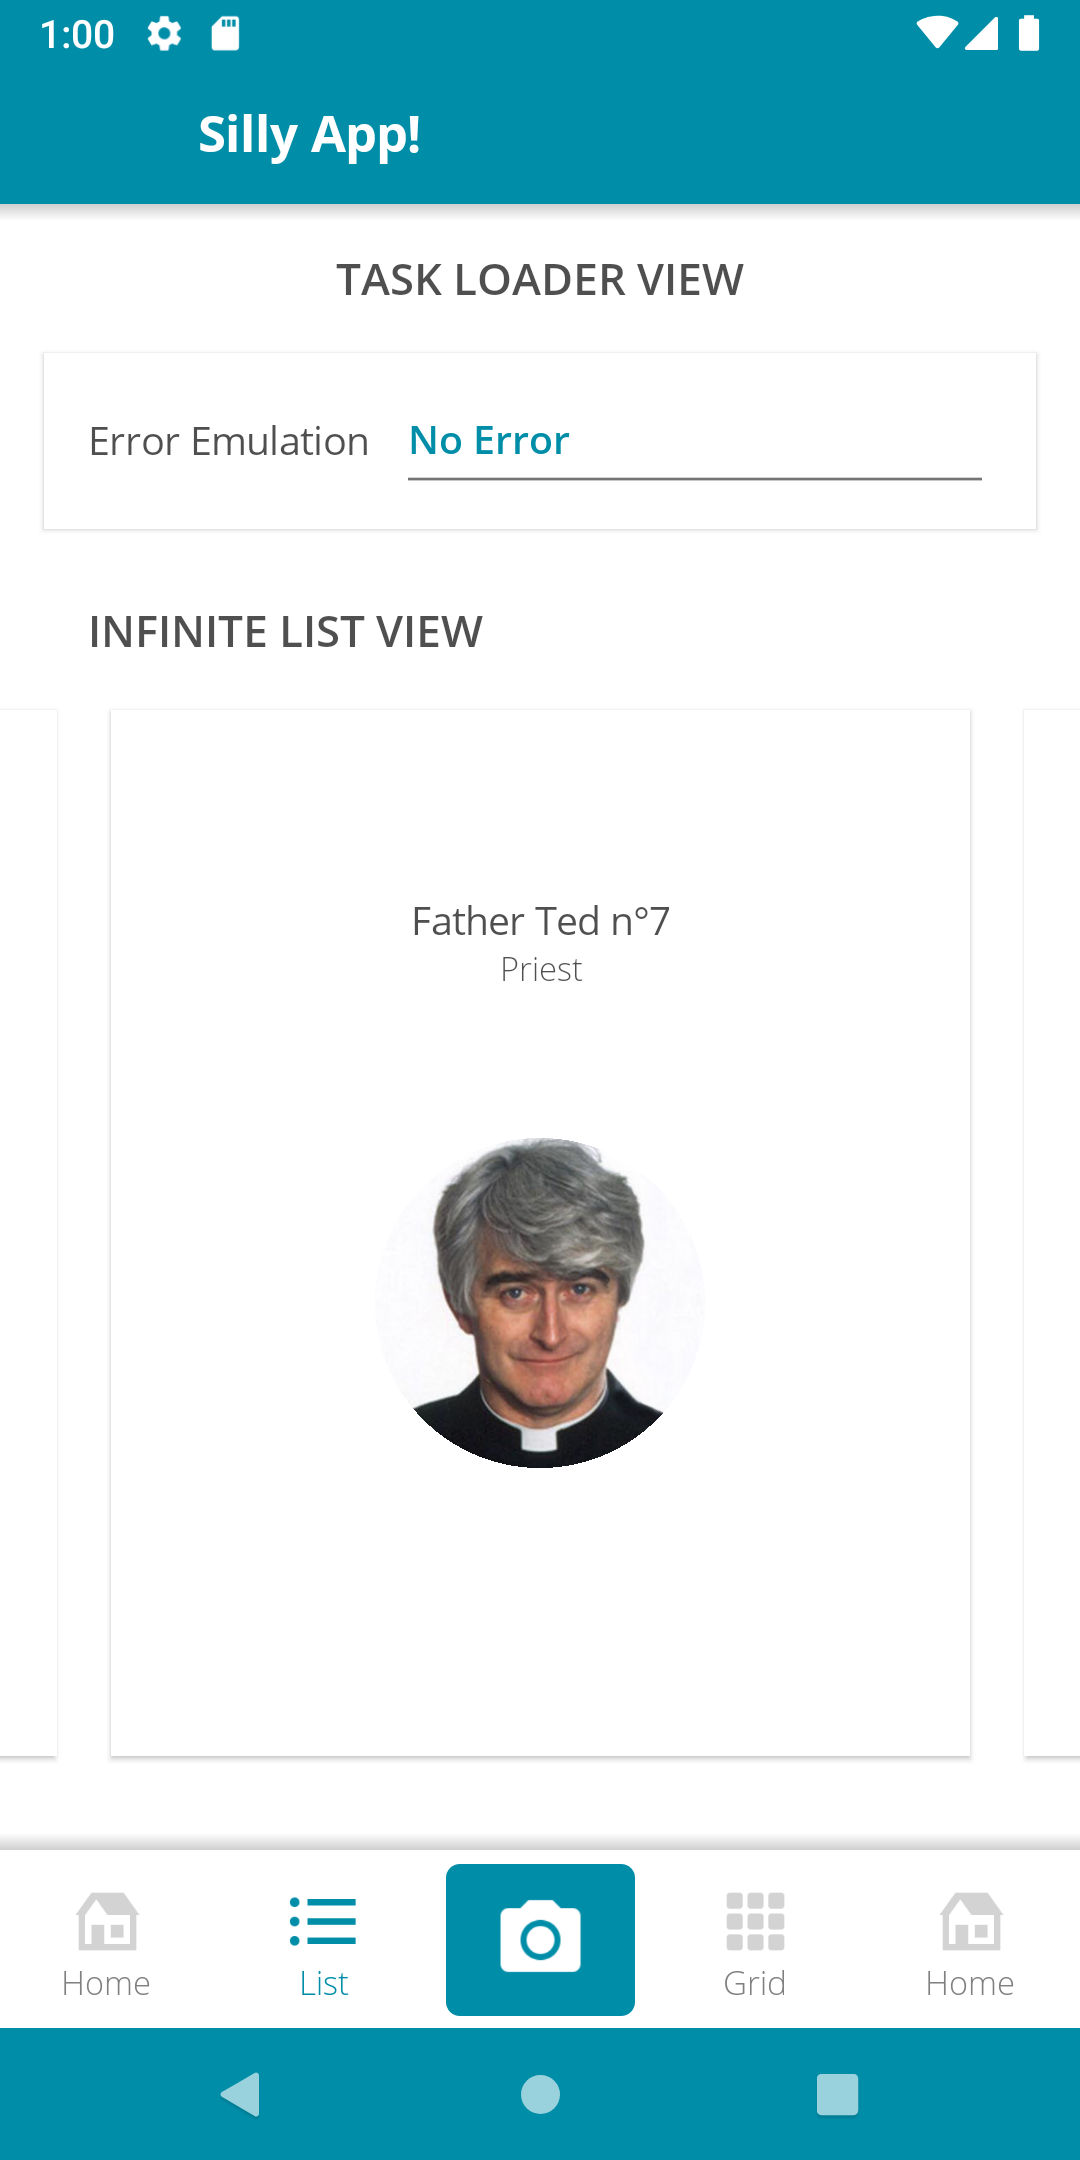 1:00
Silly App!
TASK LOADER VIEW
Error Emulation No Error
INFINITE LIST VIEW
Father Ted n°7
Priest
Home List Grid Home